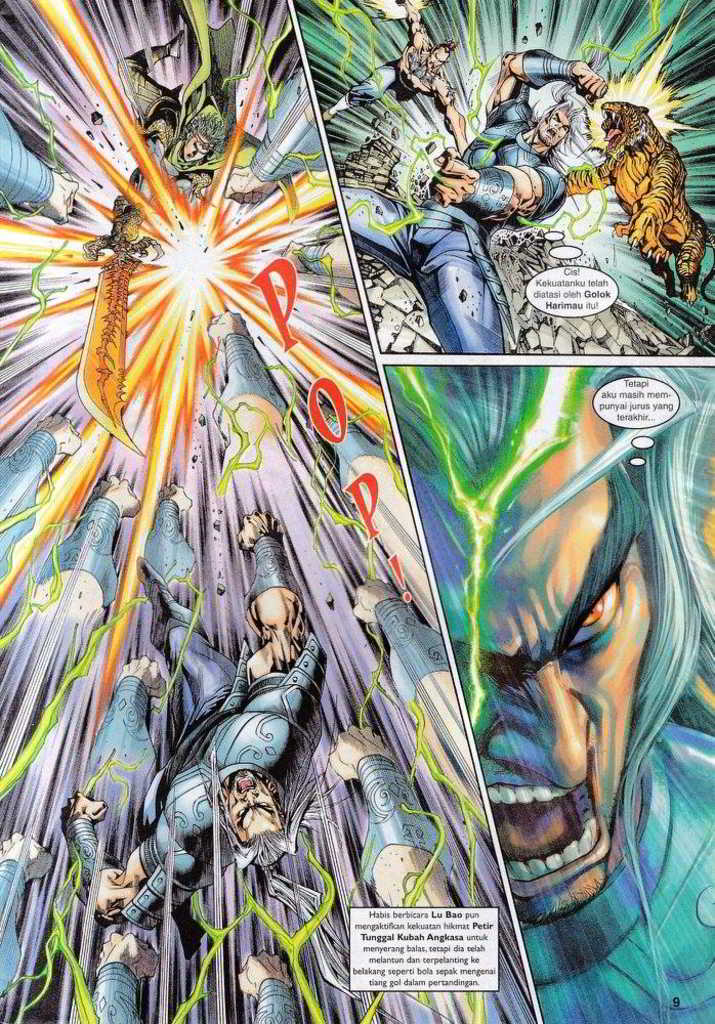 POP!
Habis berbicara Lu Bao pun
mengaktifkan kekuatan hikmat Petir
Tunggal Kubah Angkasa untuk
menyerang balas, tetapi dia telah
memantul dan terpelanting ke
belakang seperti bola sepak mengenai
tiang gol dalam pertandingan.
Cis!
Kekuatanku telah
diatasi oleh Golok
Harimau itu!
Tetapi
aku masih mem-
punyai jurus yang
terakhir...
9